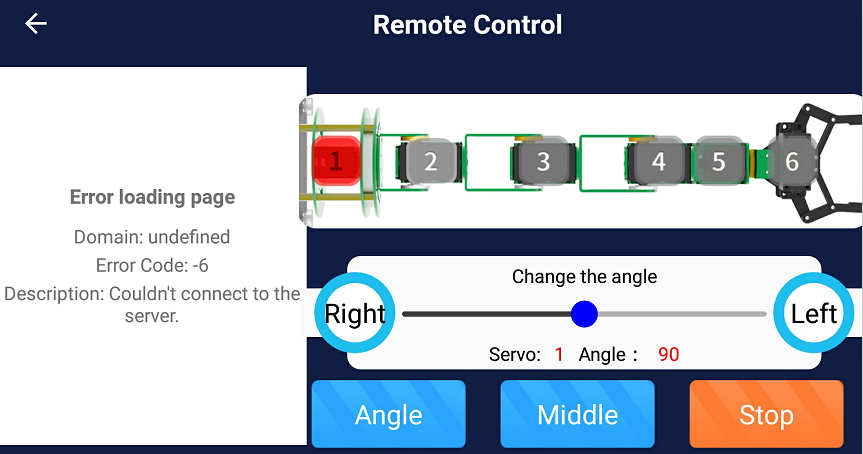 Remote Control
Error loading page
Domain: undefined
Error Code: -6
Description: Couldn't connect to the
server.
1 2 3 4 5 6
Change the angle
Right Left
Servo: 1 Angle : 90
Angle Middle Stop